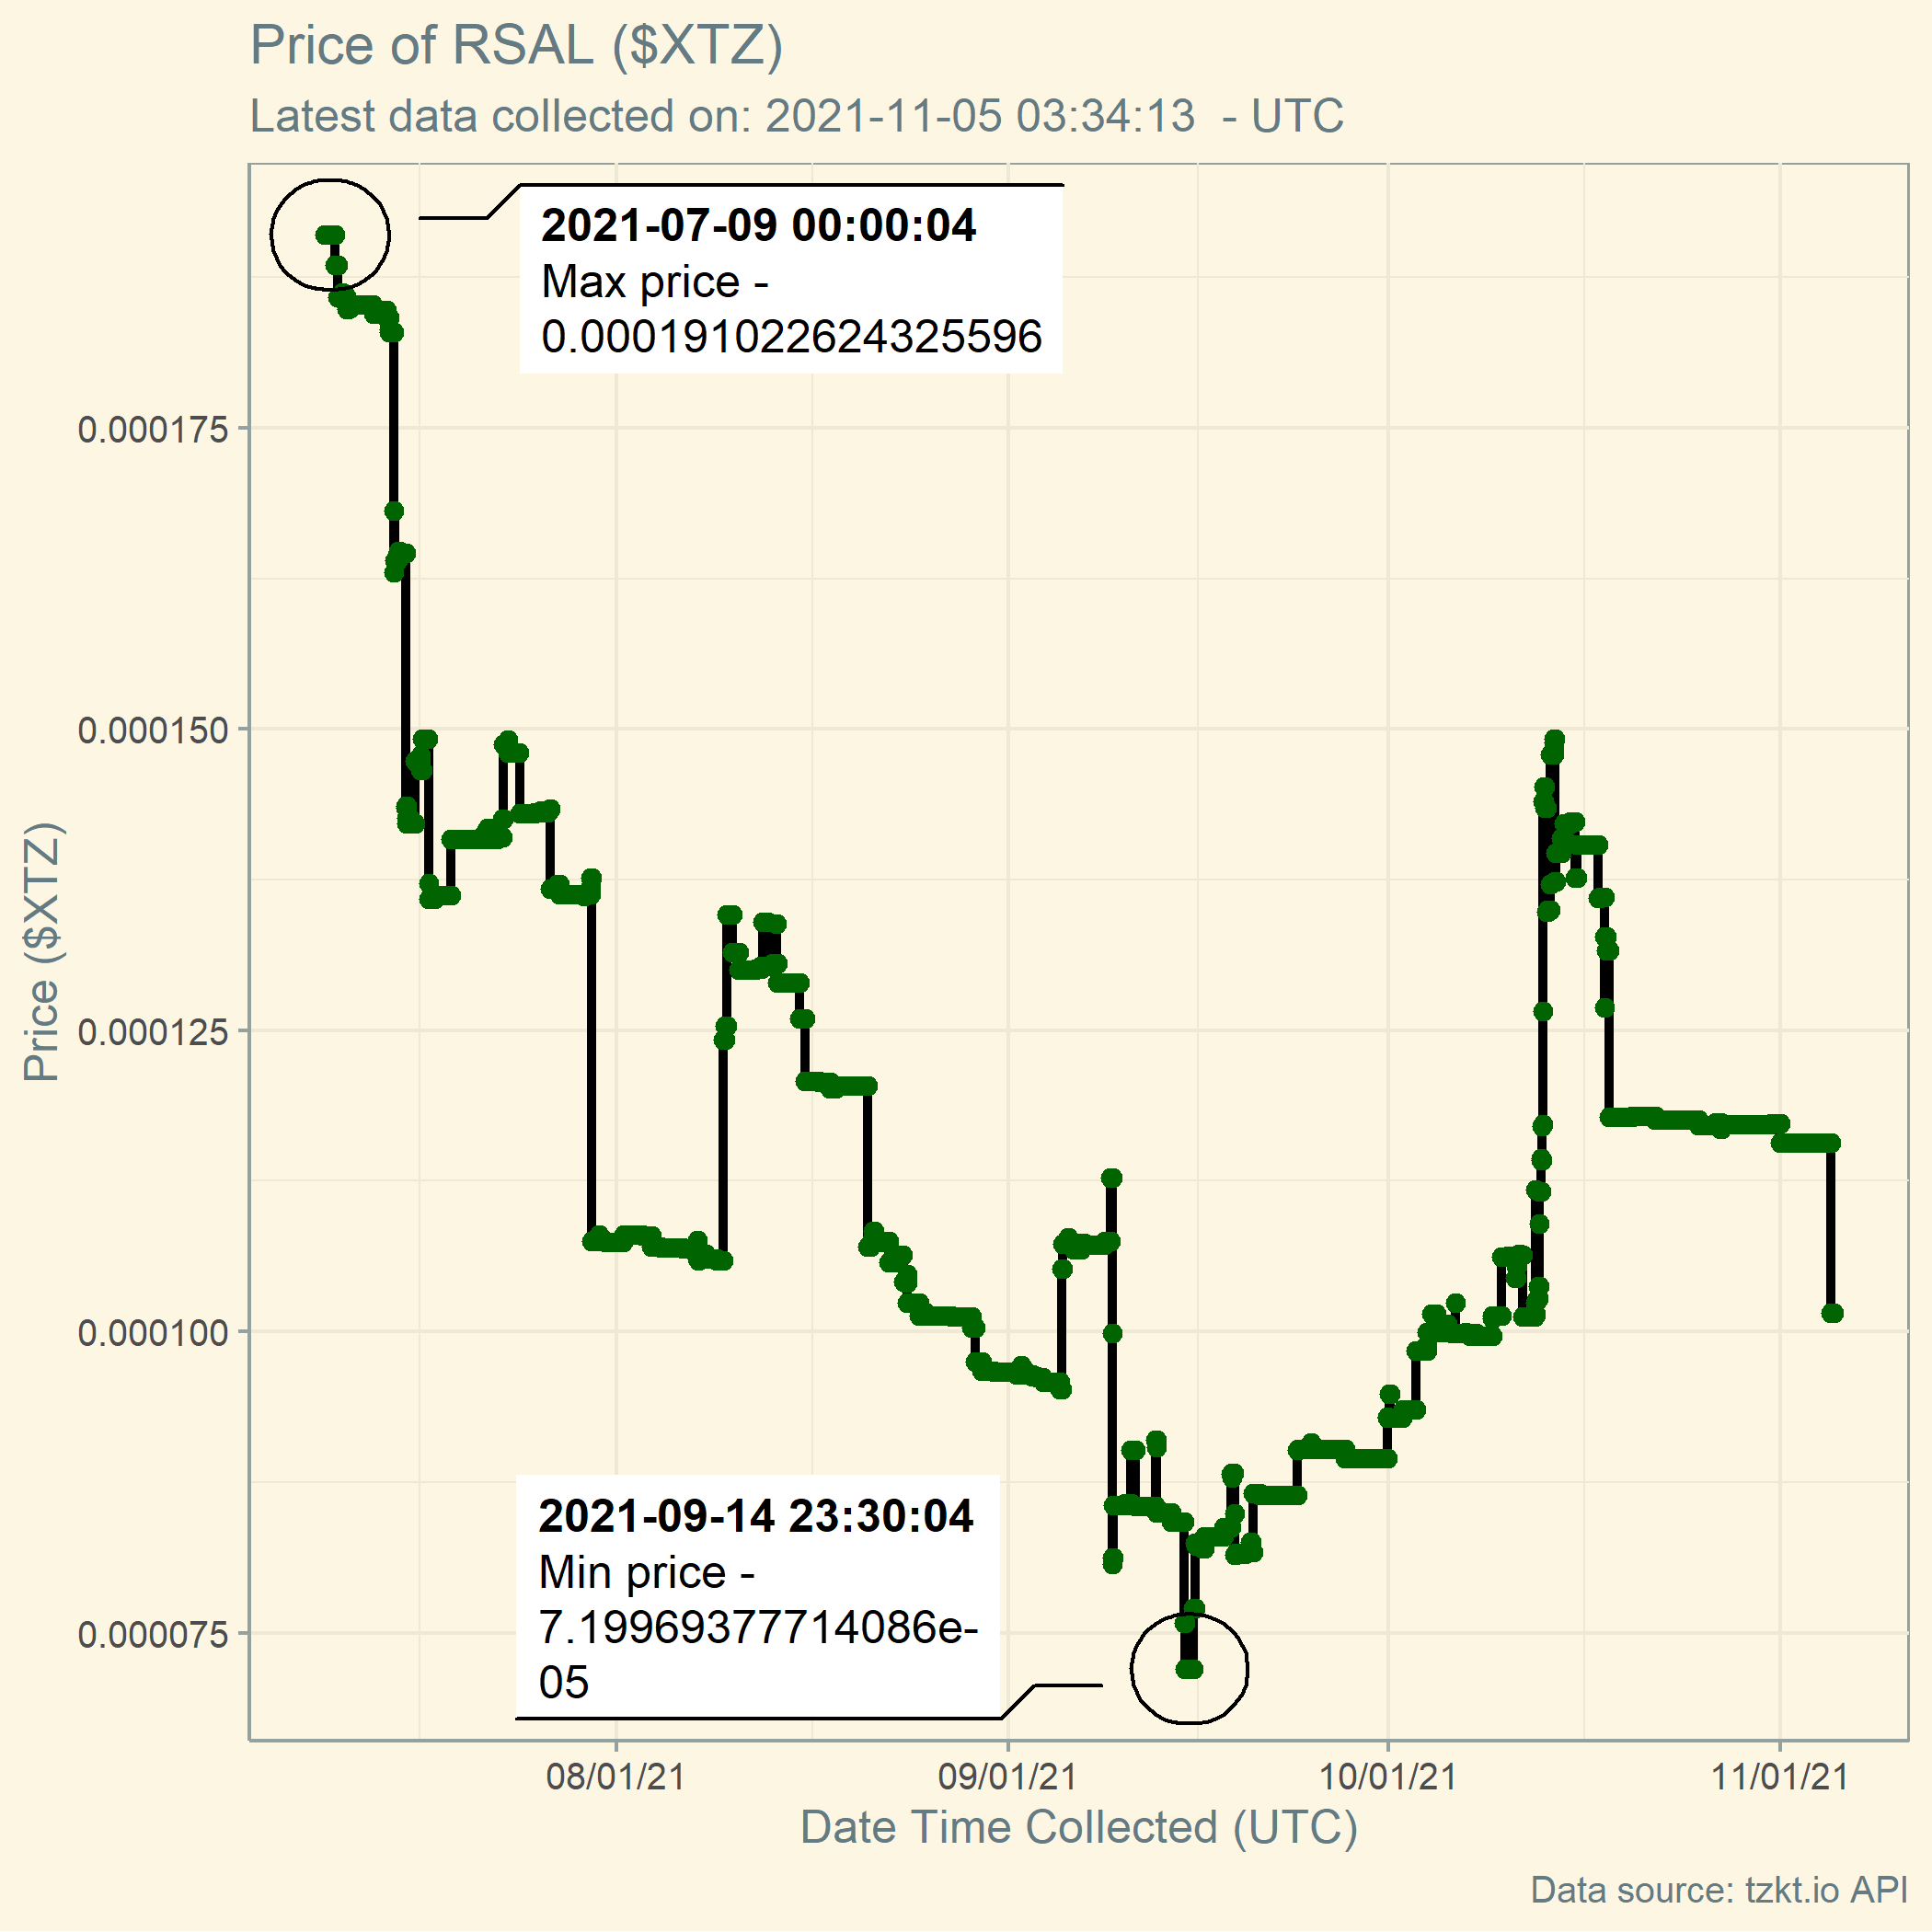 Price of RSAL ($XTZ)
Latest data collected on: 2021-11-05 03:34:13  - UTC
2021-07-09 00:00:04
Max price -
0.000191022624325596
0.000175
0.000150
0.000125
0.000100
0.000075
Price ($XTZ)
2021-09-14 23:30:04
Min price -
7.19969377714086e-
05
08/01/21
09/01/21
10/01/21
11/01/21
Date Time Collected (UTC)
Data source: tzkt.io API